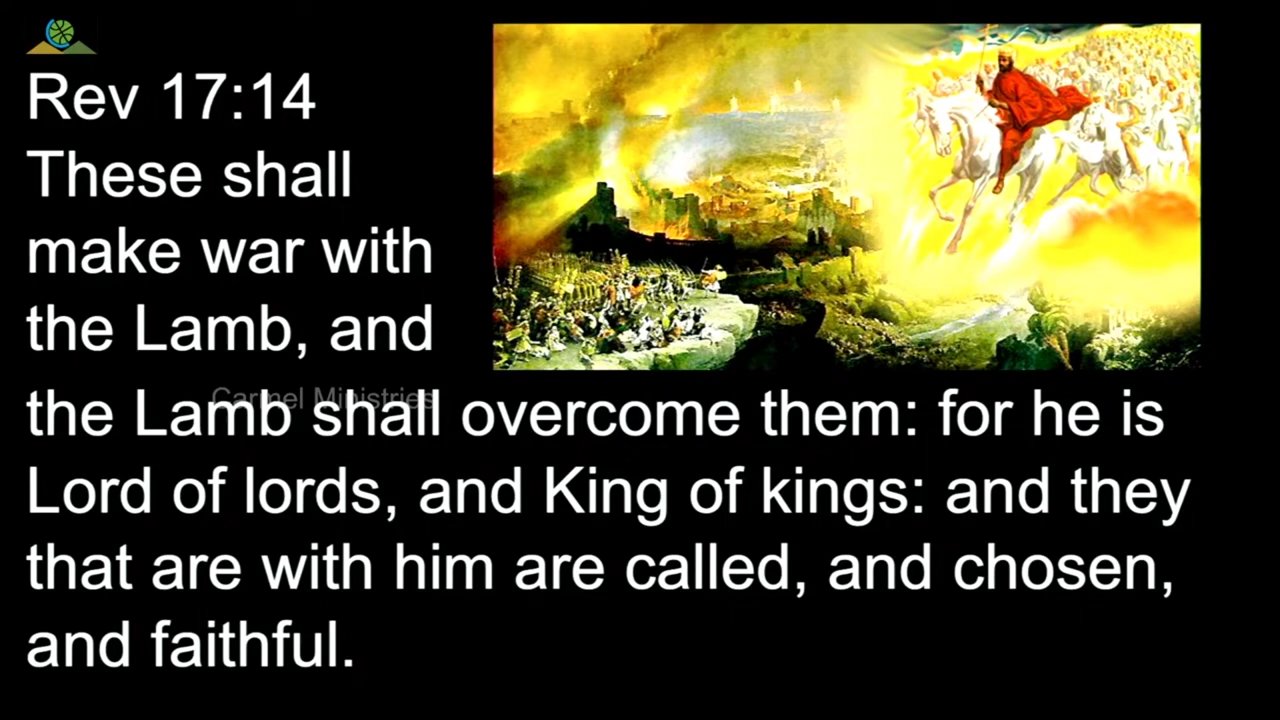 Rev 17:14
These shall
make war with
the Lamb, and
Carmel Ministries
the Lamb shall overcome them: for he is
Lord of lords, and King of kings: and they
that are with him are called, and chosen,
and faithful.